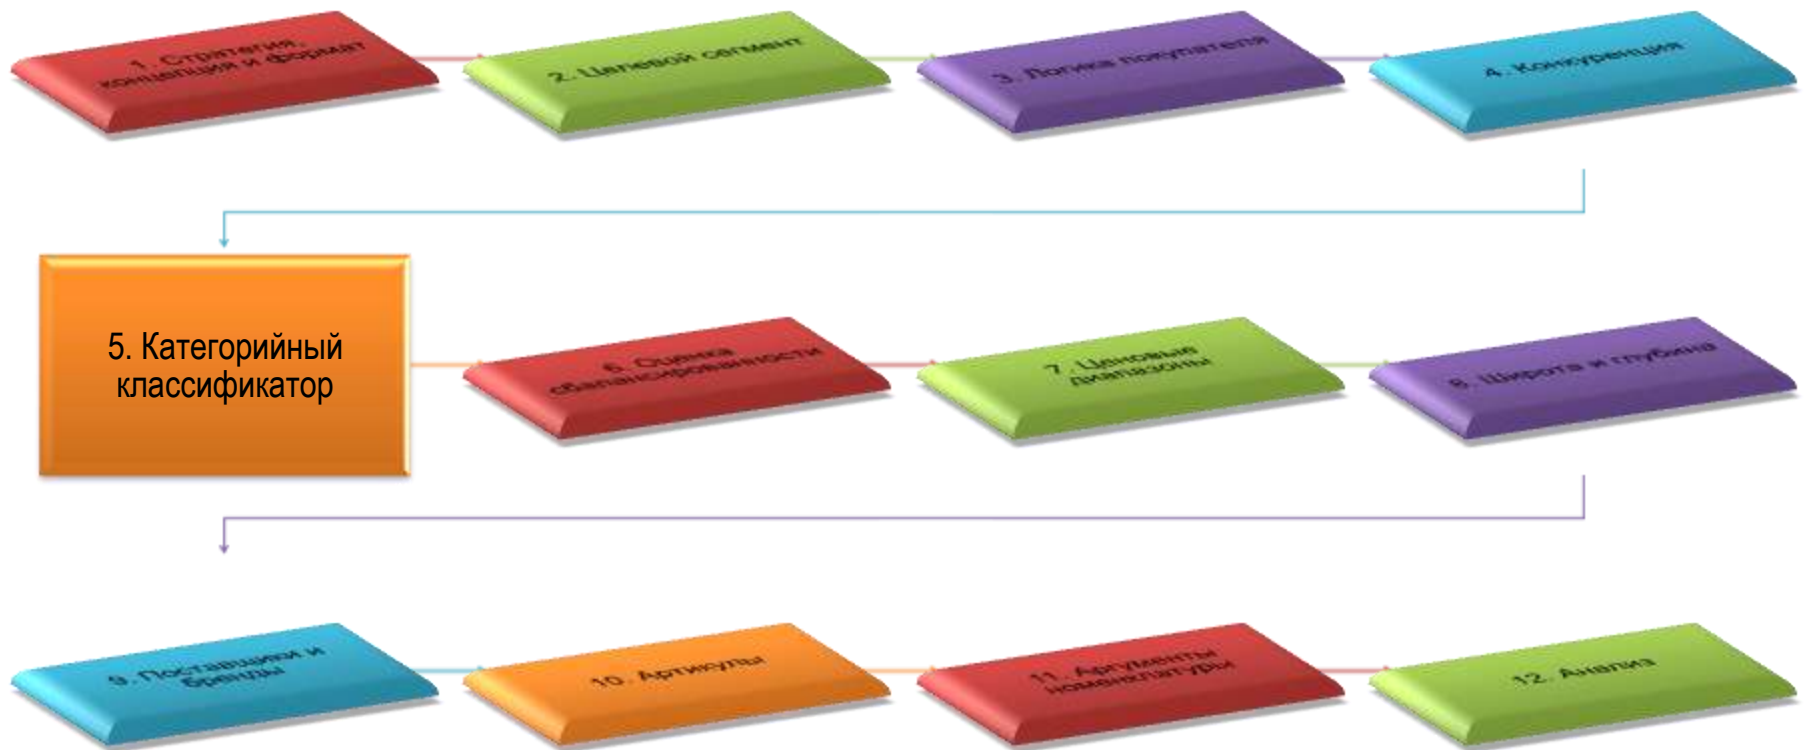 1. Стратегия,
концепция и формат
2. Целевой сегмент
3. Логика покупателя
4. Конкуренция
5. Категорийный
классификатор
6. Оценка
сбалансированности
7. Ценовые
диапазоны
8. Широта и глубина
9. Поставщики и
бренды
10. Артикулы
11. Аргументы
номенклатуры
12. Анализ